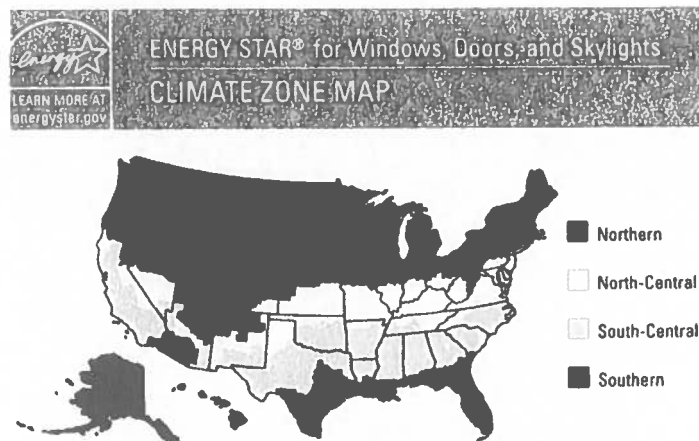 energy
LEARN MORE AT
energystar.gov
ENERGY STAR® for Windows, Doors, and Skylights
CLIMATE ZONE MAP
Northern
North-Central
South-Central
Southern